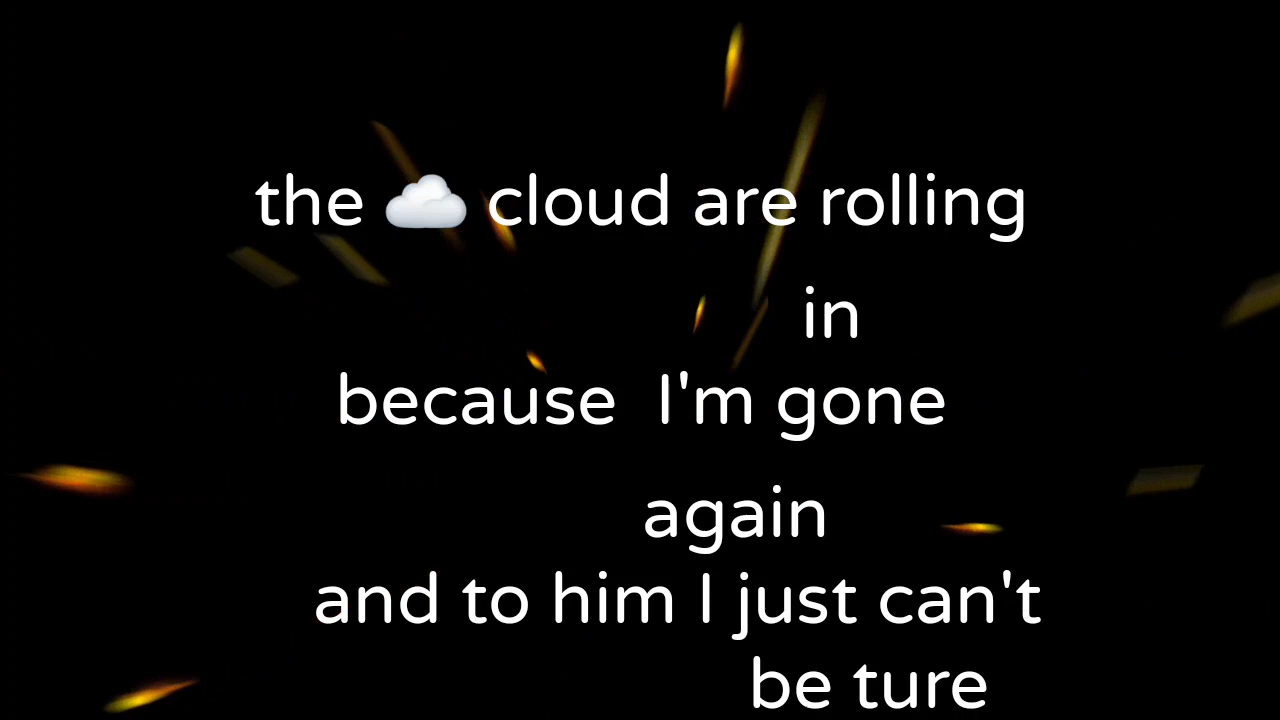 the ☁️ cloud are rolling
in
because  I'm gone
again
and to him I just can't
be ture